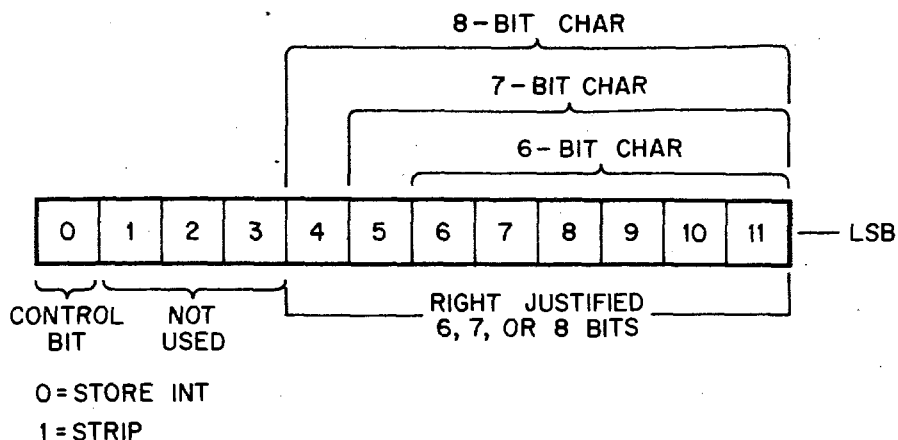 8-BIT CHAR
7-BIT CHAR
6-BIT CHAR
0 1 2 3 4 5 6 7 8 9 10 11 LSB
CONTROL BIT
NOT USED
RIGHT JUSTIFIED
6, 7, OR 8 BITS
0=STORE INT
1=STRIP